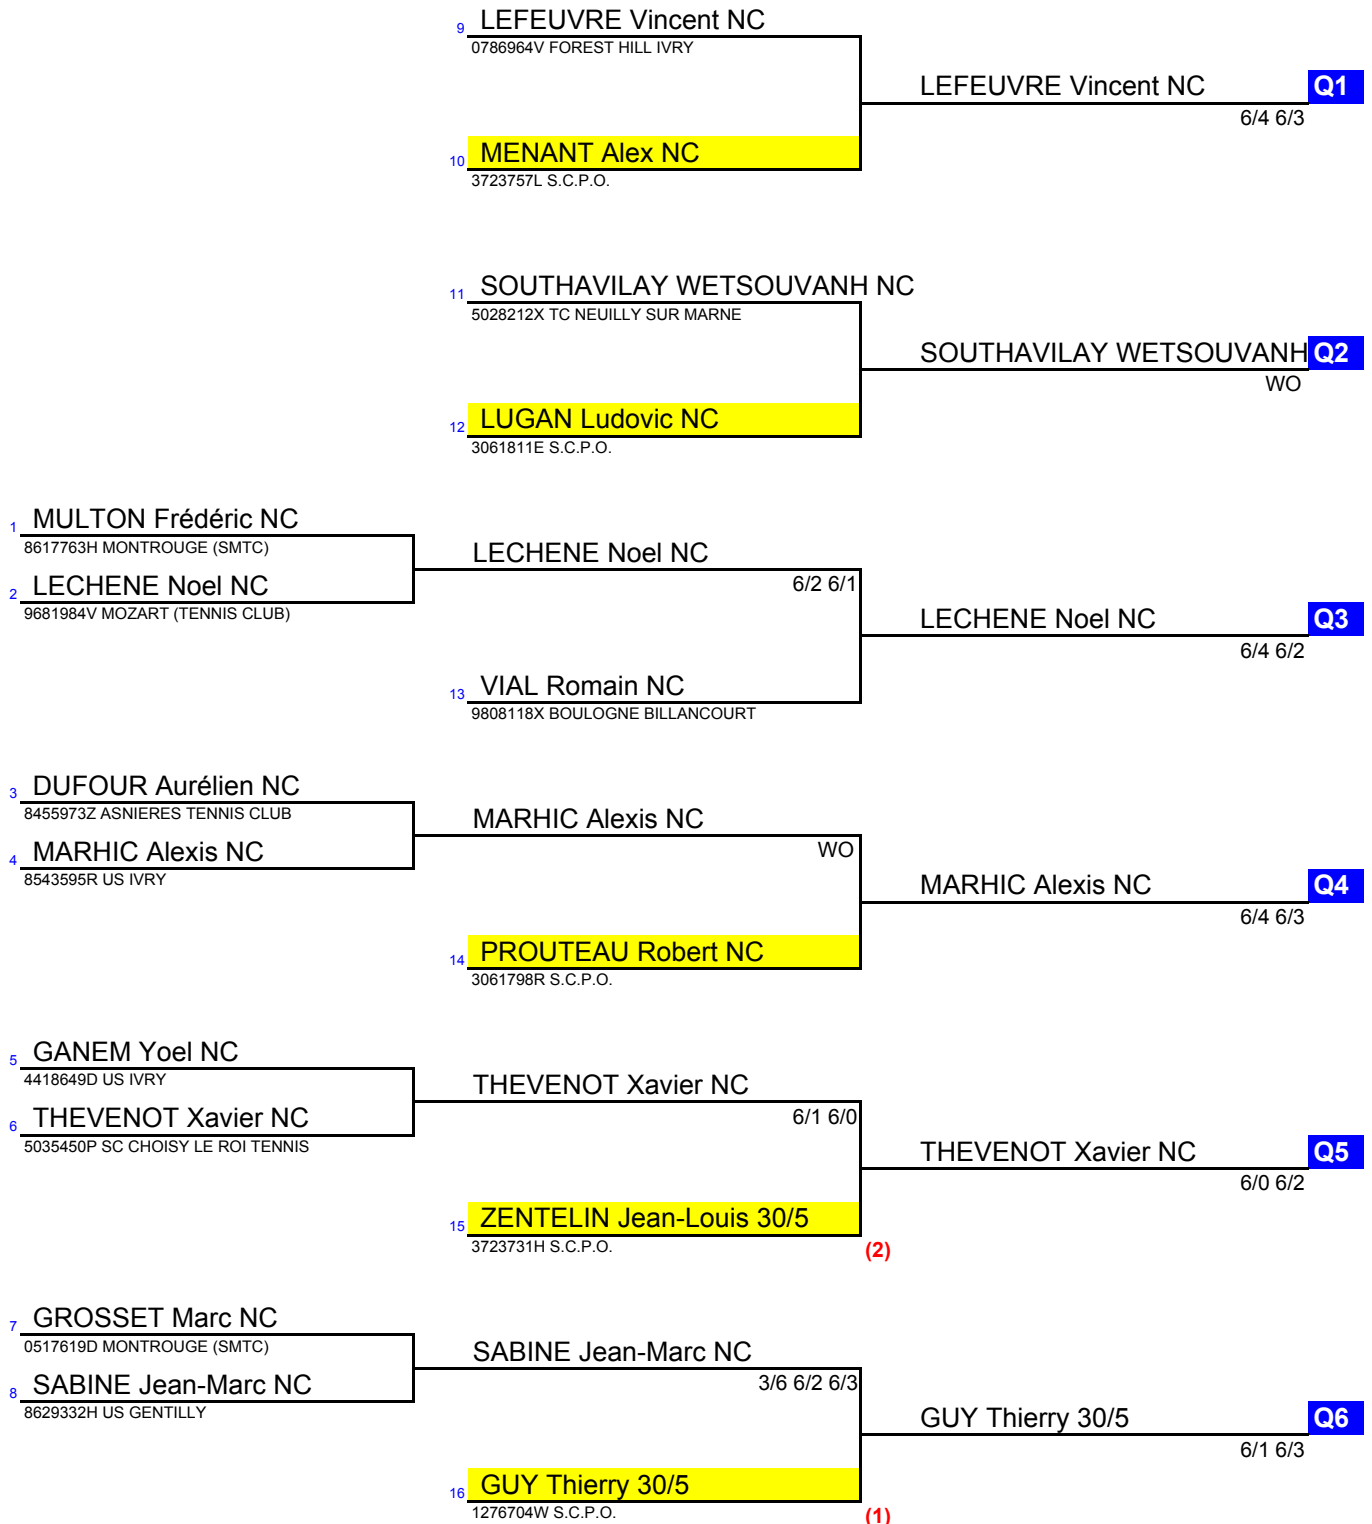 9 LEFEUVRE Vincent NC
0786964V FOREST HILL IVRY
LEFEUVRE Vincent NC Q1
6/4 6/3
10 MENANT Alex NC
3723757L S.C.P.O.
11 SOUTHAVILAY WETSOUVANH NC
5028212X TC NEUILLY SUR MARNE
SOUTHAVILAY WETSOUVANH Q2
WO
12 LUGAN Ludovic NC
3061811E S.C.P.O.
1 MULTON Frédéric NC
8617763H MONTROUGE (SMTC)
LECHENE Noel NC
6/2 6/1
2 LECHENE Noel NC
9681984V MOZART (TENNIS CLUB)
LECHENE Noel NC Q3
6/4 6/2
13 VIAL Romain NC
9808118X BOULOGNE BILLANCOURT
3 DUFOUR Aurélien NC
8455973Z ASNIERES TENNIS CLUB
MARHIC Alexis NC
WO
4 MARHIC Alexis NC
8543595R US IVRY
MARHIC Alexis NC Q4
6/4 6/3
14 PROUTEAU Robert NC
3061798R S.C.P.O.
5 GANEM Yoel NC
4418649D US IVRY
THEVENOT Xavier NC
6/1 6/0
6 THEVENOT Xavier NC
5035450P SC CHOISY LE ROI TENNIS
THEVENOT Xavier NC Q5
6/0 6/2
15 ZENTELIN Jean-Louis 30/5
3723731H S.C.P.O. (2)
7 GROSSET Marc NC
0517619D MONTROUGE (SMTC)
SABINE Jean-Marc NC
3/6 6/2 6/3
8 SABINE Jean-Marc NC
8629332H US GENTILLY
GUY Thierry 30/5 Q6
6/1 6/3
16 GUY Thierry 30/5
1276704W S.C.P.O. (1)